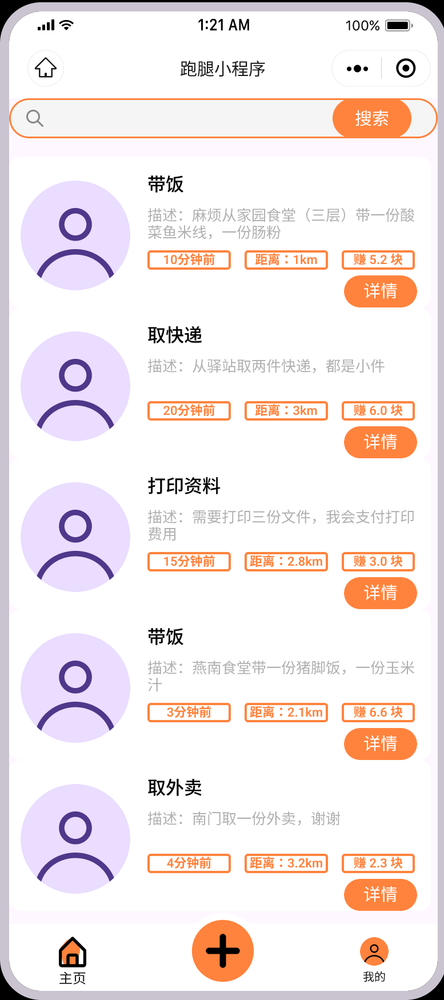 1:21 AM
100%
跑腿小程序
搜索
带饭
描述：麻烦从家园食堂（三层）带一份酸
菜鱼米线，一份肠粉
10分钟前
距离：1km
赚 5.2 块
详情
取快递
描述：从驿站取两件快递，都是小件
20分钟前
距离：3km
赚 6.0 块
详情
打印资料
描述：需要打印三份文件，我会支付打印
费用
15分钟前
距离：2.8km
赚 3.0 块
详情
带饭
描述：燕南食堂带一份猪脚饭，一份玉米
汁
3分钟前
距离：2.1km
赚 6.6 块
详情
取外卖
描述：南门取一份外卖，谢谢
4分钟前
距离：3.2km
赚 2.3 块
详情
主页
我的